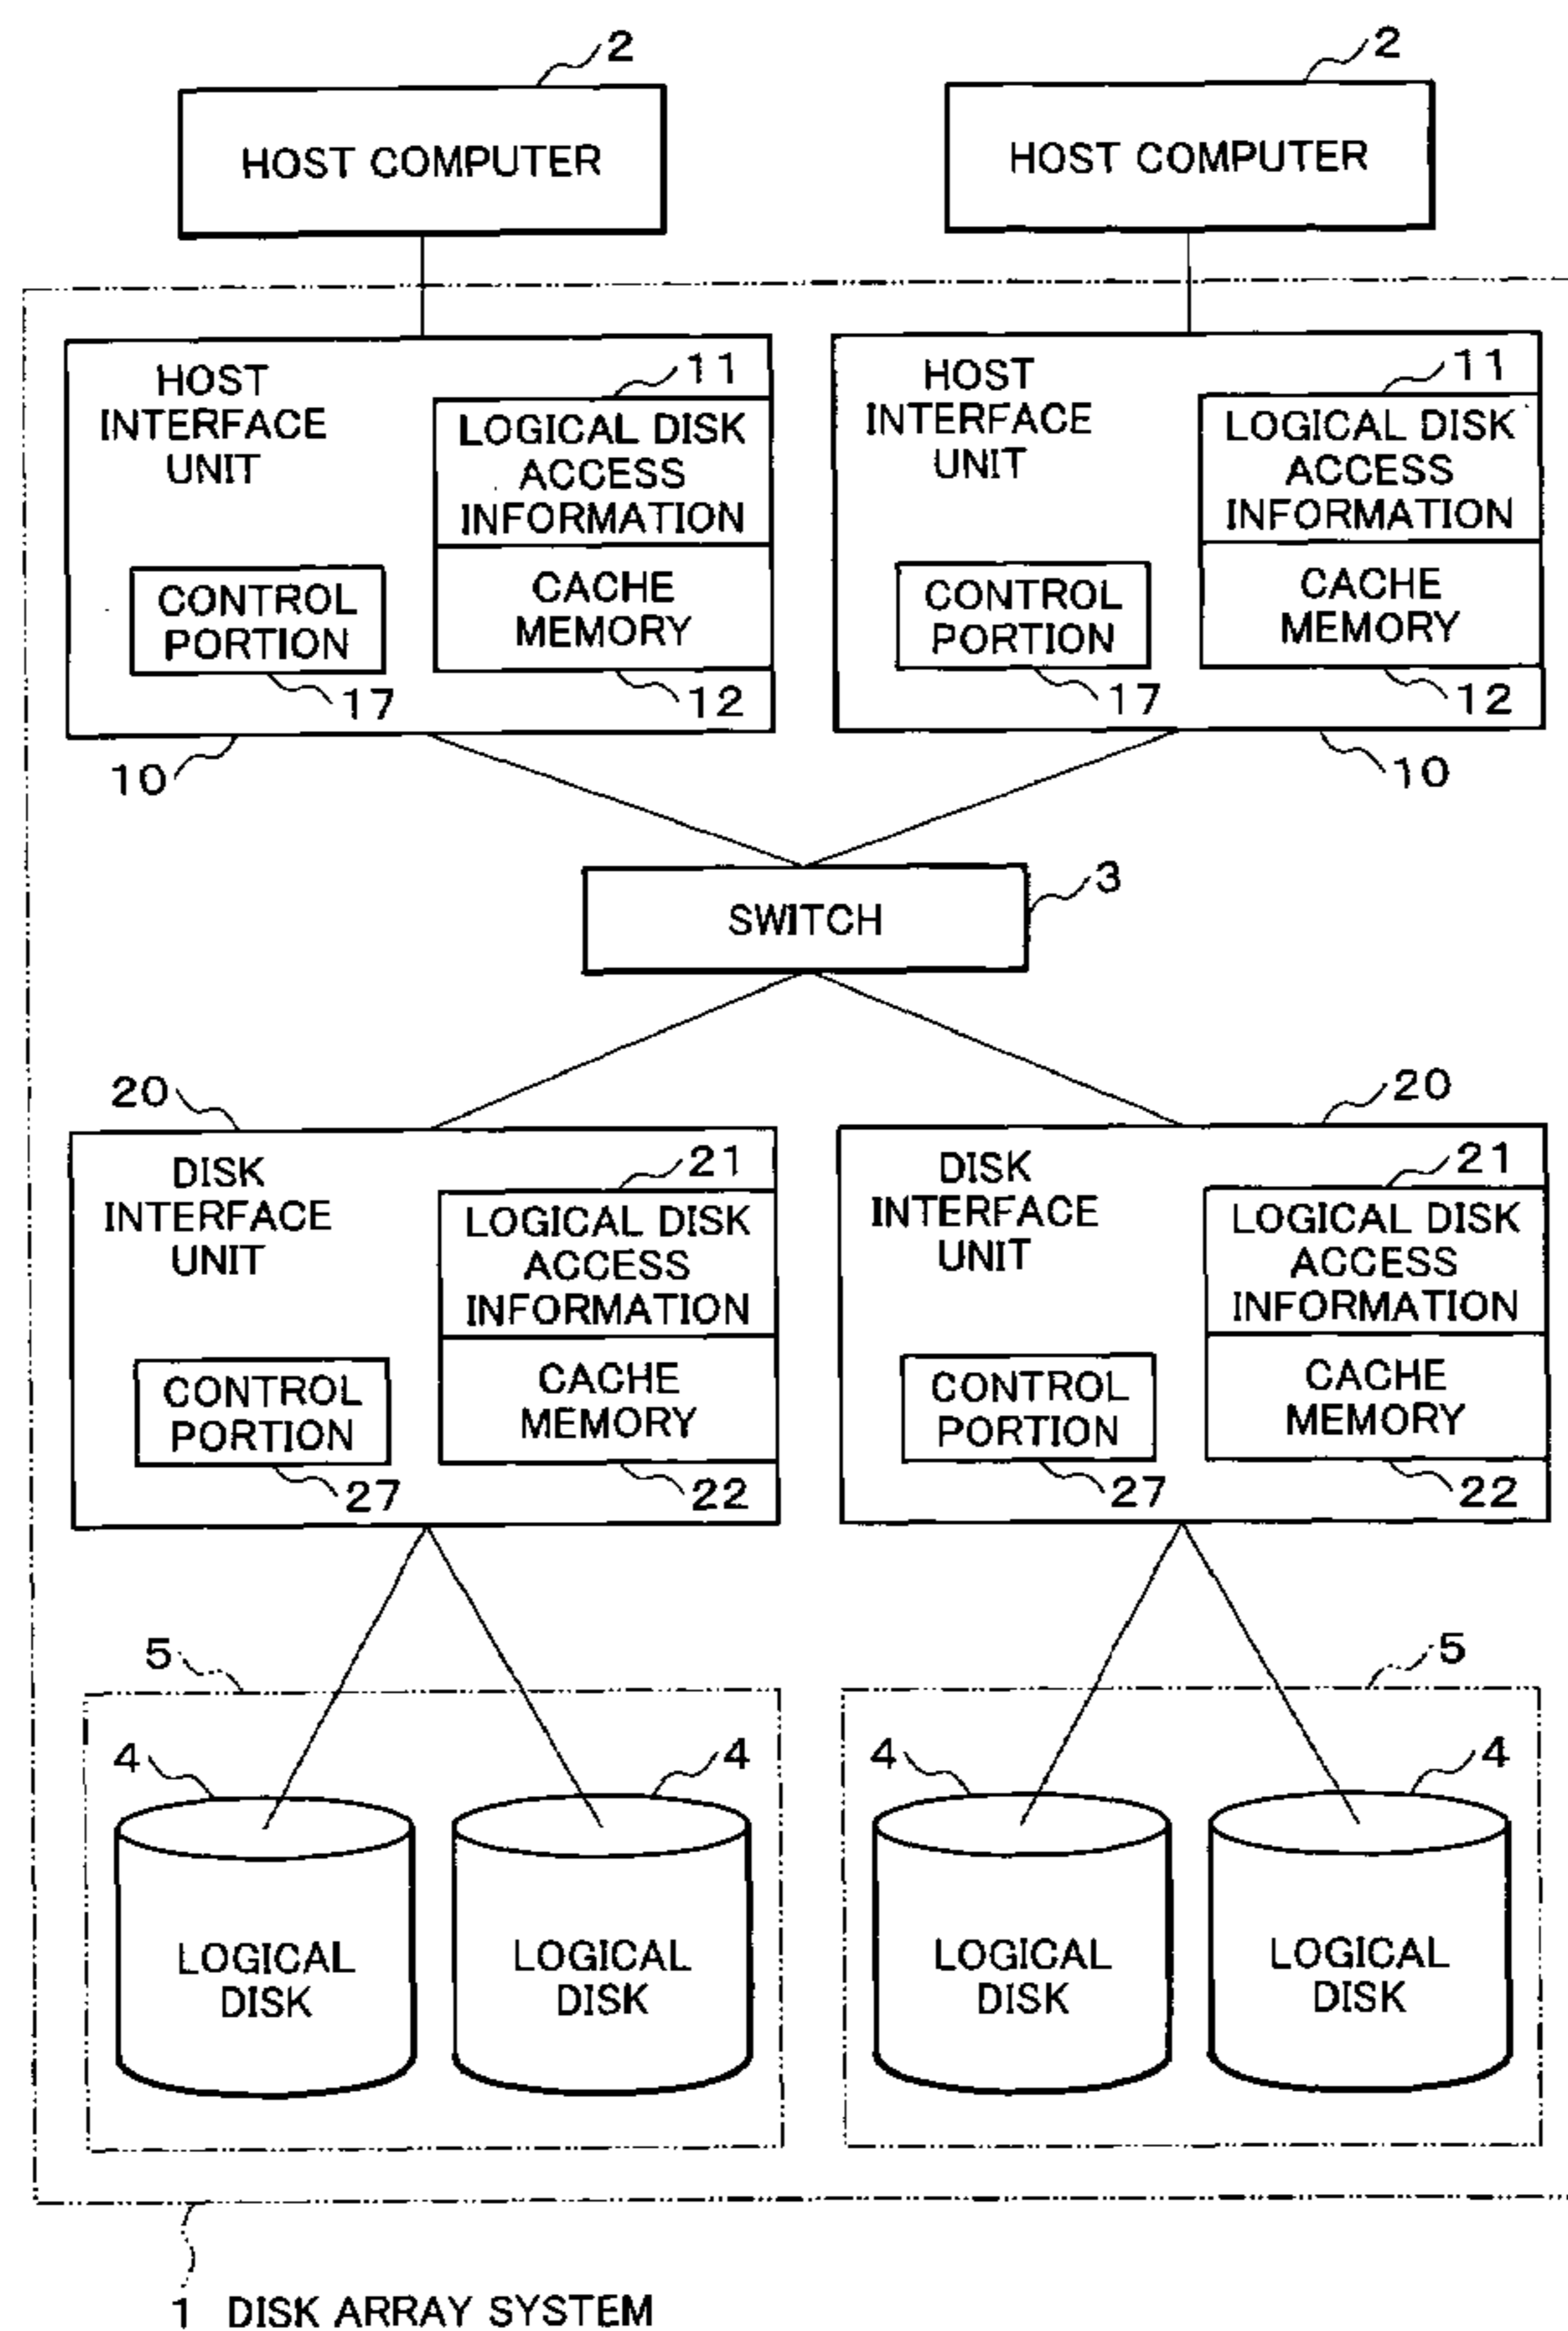 2
2
HOST COMPUTER
HOST COMPUTER
HOST
INTERFACE
UNIT
11
LOGICAL DISK
ACCESS
INFORMATION
CONTROL
PORTION
17
CACHE
MEMORY
12
10
HOST
INTERFACE
UNIT
11
LOGICAL DISK
ACCESS
INFORMATION
CONTROL
PORTION
17
CACHE
MEMORY
12
10
SWITCH
3
20
DISK
INTERFACE
UNIT
21
LOGICAL DISK
ACCESS
INFORMATION
CONTROL
PORTION
27
CACHE
MEMORY
22
20
DISK
INTERFACE
UNIT
21
LOGICAL DISK
ACCESS
INFORMATION
CONTROL
PORTION
27
CACHE
MEMORY
22
5
4
4
LOGICAL
DISK
LOGICAL
DISK
5
4
4
LOGICAL
DISK
LOGICAL
DISK
1 DISK ARRAY SYSTEM